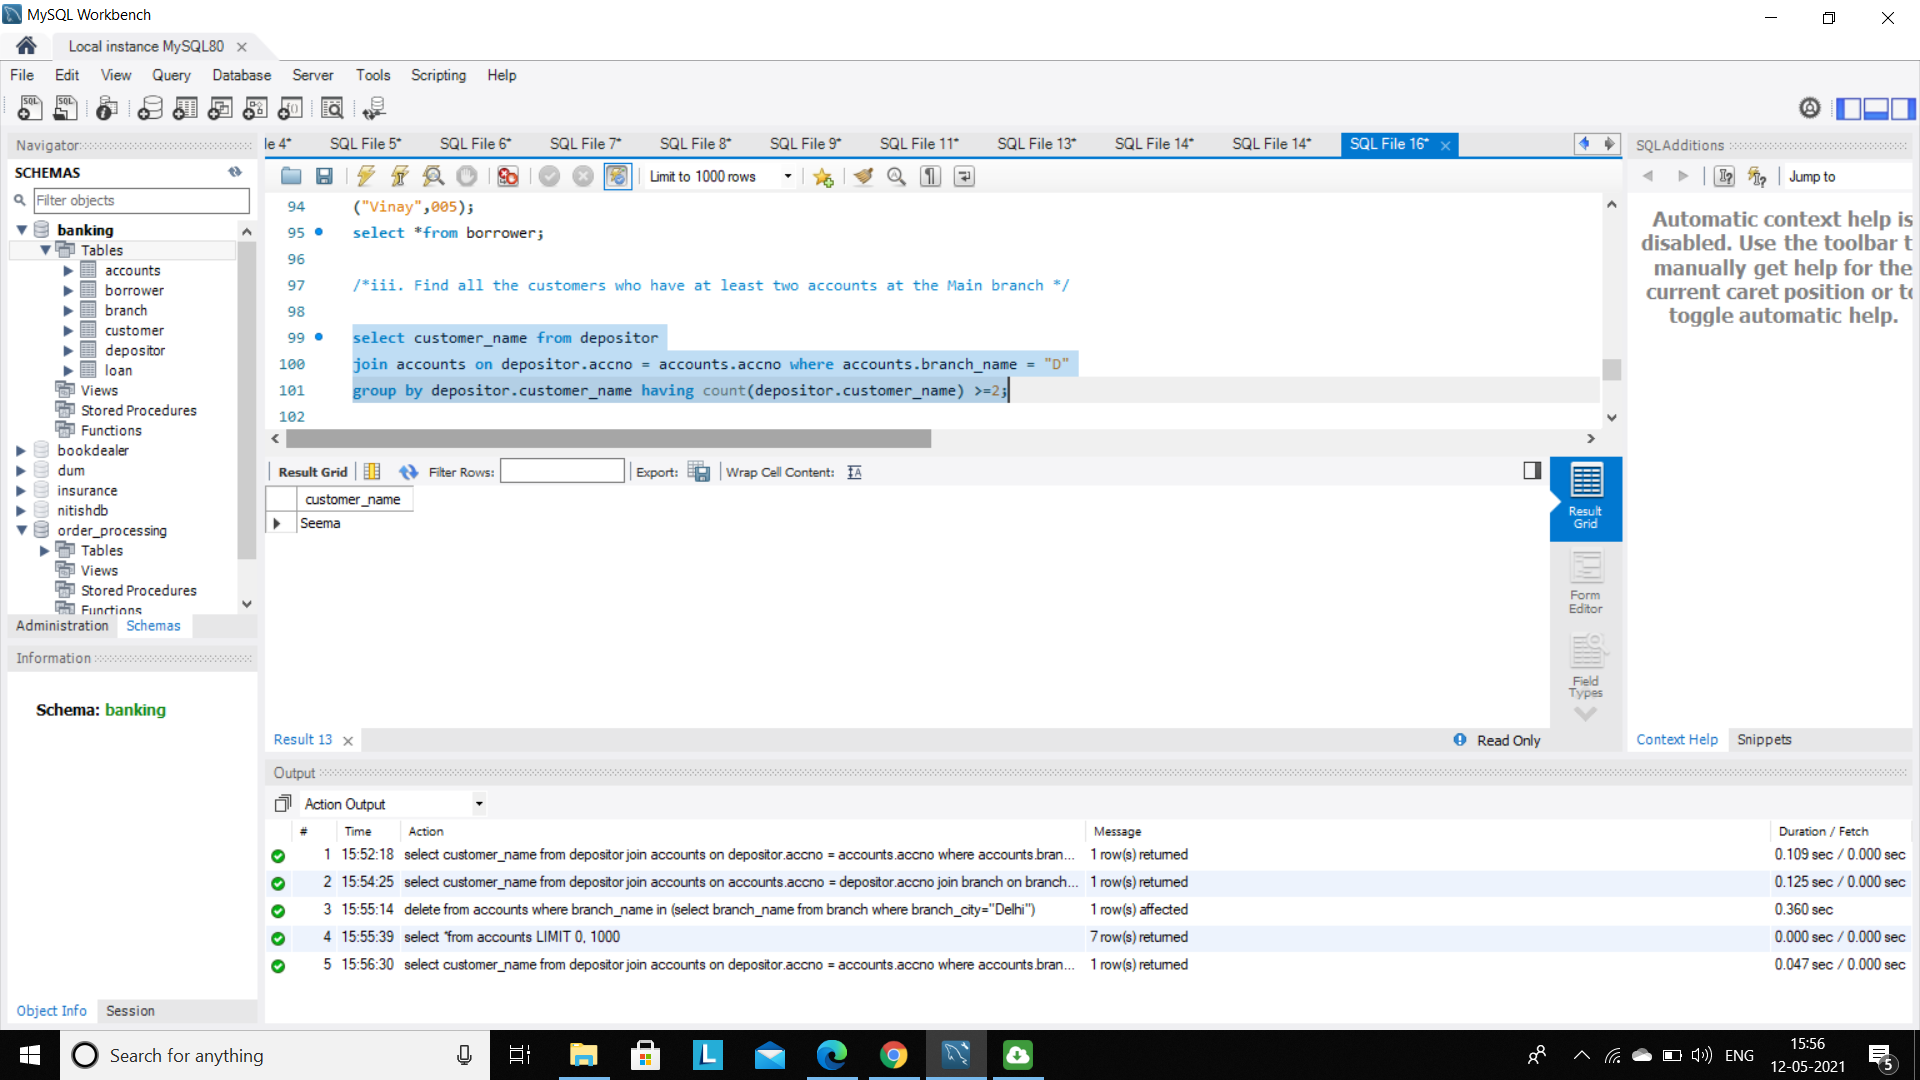 MySQL Workbench
Local instance MySQL80
File Edit View Query Database Server Tools Scripting Help
Navigator
SCHEMAS
Filter objects
banking
Tables
accounts
borrower
branch
customer
depositor
loan
Views
Stored Procedures
Functions
bookdealer
dum
insurance
nitishdb
order_processing
Tables
Views
Stored Procedures
Functions
Administration Schemas
Information
Schema: banking
Object Info Session
le 4* SQL File 5* SQL File 6* SQL File 7* SQL File 8* SQL File 9* SQL File 11* SQL File 13* SQL File 14* SQL File 14* SQL File 16*
Limit to 1000 rows
94 ("Vinay",005);
95 select *from borrower;
96
97 /*iii. Find all the customers who have at least two accounts at the Main branch */
98
99 select customer_name from depositor
100 join accounts on depositor.accno = accounts.accno where accounts.branch_name = "D"
101 group by depositor.customer_name having count(depositor.customer_name) >=2;
102
Result Grid Filter Rows: Export: Wrap Cell Content:
customer_name
Seema
Result Grid
Form Editor
Field Types
Result 13 Read Only
SQLAdditions
Jump to
Automatic context help is
disabled. Use the toolbar t
manually get help for the
current caret position or to
toggle automatic help.
Context Help Snippets
Output
Action Output
# Time Action Message Duration / Fetch
1 15:52:18 select customer_name from depositor join accounts on depositor.accno = accounts.accno where accounts.bran... 1 row(s) returned 0.109 sec / 0.000 sec
2 15:54:25 select customer_name from depositor join accounts on accounts.accno = depositor.accno join branch on branch... 1 row(s) returned 0.125 sec / 0.000 sec
3 15:55:14 delete from accounts where branch_name in (select branch_name from branch where branch_city="Delhi") 1 row(s) affected 0.360 sec
4 15:55:39 select *from accounts LIMIT 0, 1000 7 row(s) returned 0.000 sec / 0.000 sec
5 15:56:30 select customer_name from depositor join accounts on depositor.accno = accounts.accno where accounts.bran... 1 row(s) returned 0.047 sec / 0.000 sec
Search for anything
ENG
15:56
12-05-2021
5